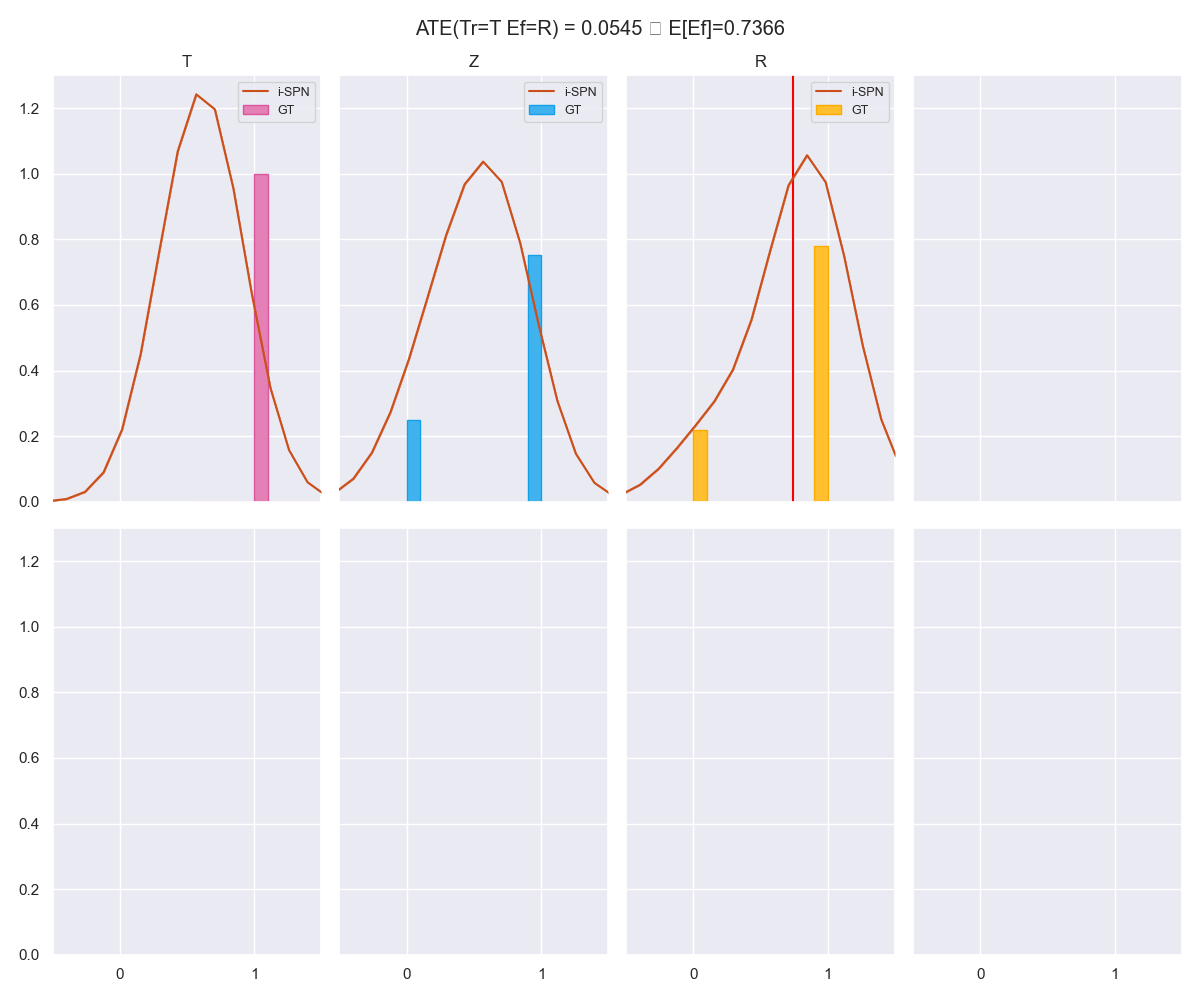 ATE(Tr=T Ef=R) = 0.0545 □ E[Ef]=0.7366
T Z R
i-SPN i-SPN i-SPN
GT GT GT
1.2
1.0
0.8
0.6
0.4
0.2
0.0
1.2
1.0
0.8
0.6
0.4
0.2
0.0
0 1 0 1 0 1 0 1